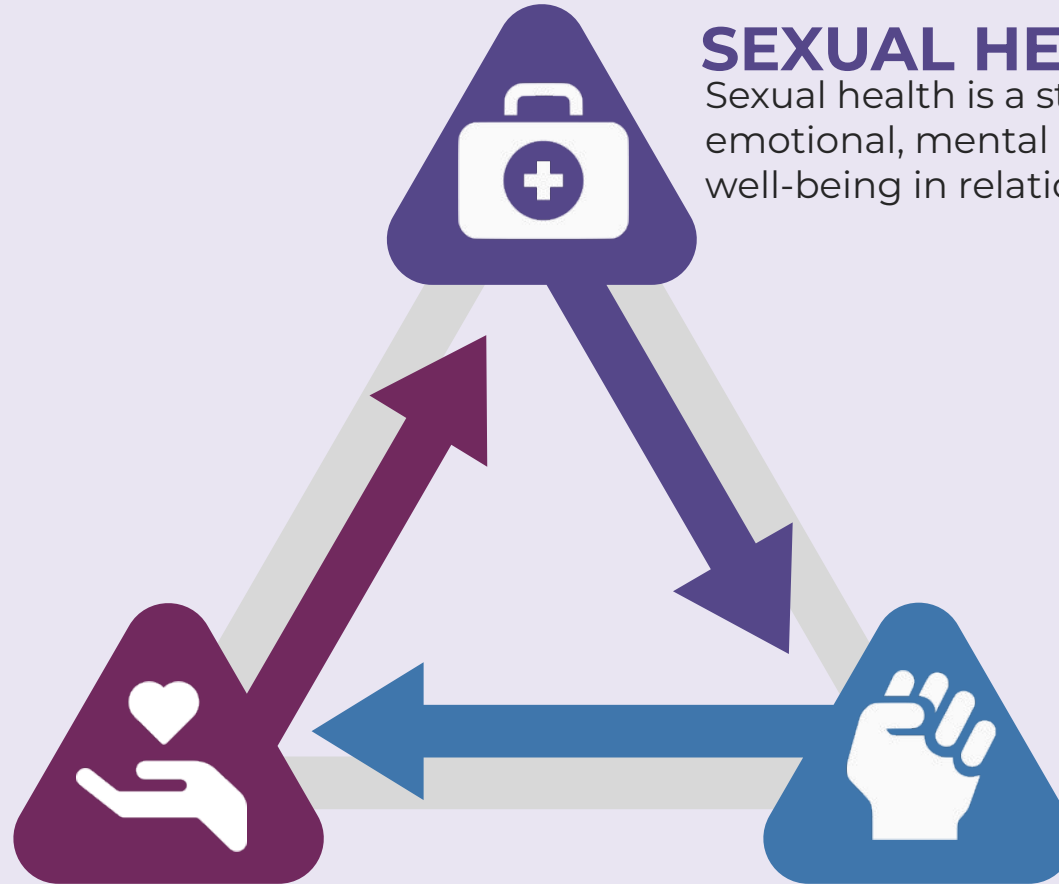 SEXUAL HE
Sexual health is a st
emotional, mental
well-being in relatio